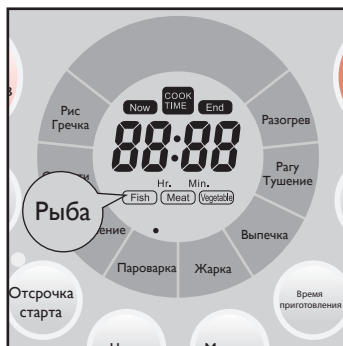 COOK
TIME
Now
End
Рис
Гречка
Разогрев
88:88
Hr.
Min.
Рагу
Тушение
Fish
Meat
Vegetable
Рыба
Выпечка
Пароварка
Жарка
Отсрочка
старта
Время
приготовления